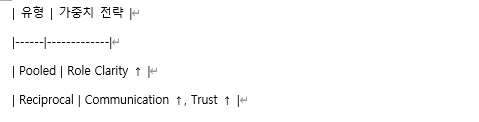 | 유형 | 가중치 전략 |↵
|------|-------------|↵
| Pooled | Role Clarity ↑ |↵
| Reciprocal | Communication ↑, Trust ↑ |↵